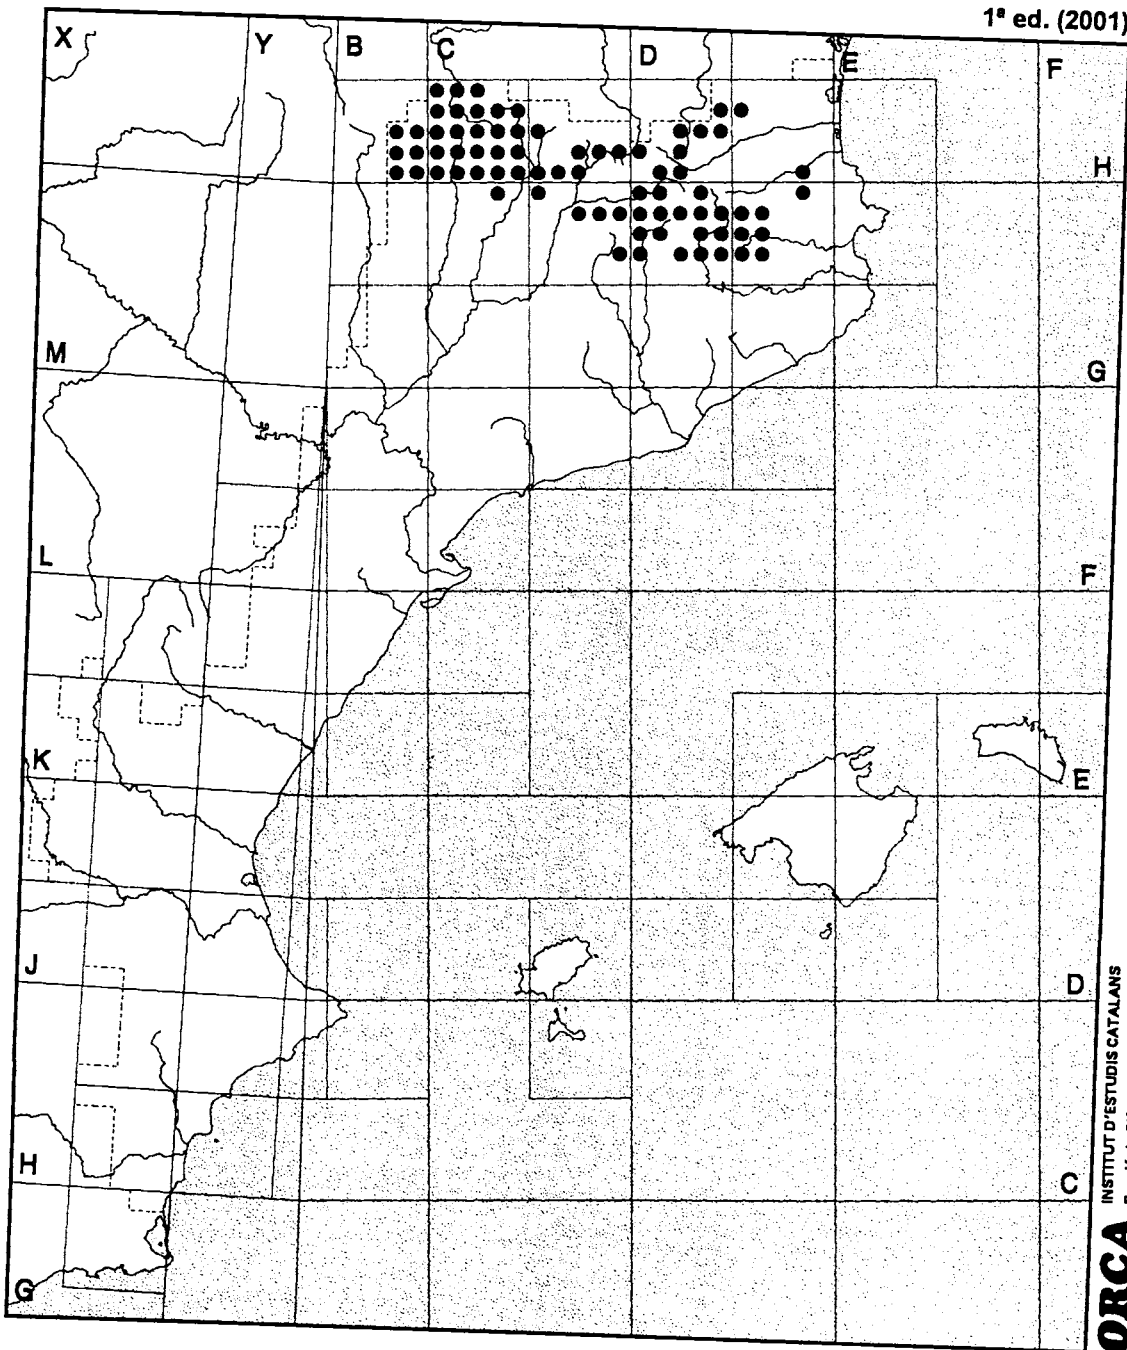 1ª ed. (2001)
X Y B C D E F
H
M G
L F
K E
J D
H C
G
ORCA INSTITUT D'ESTUDIS CATALANS